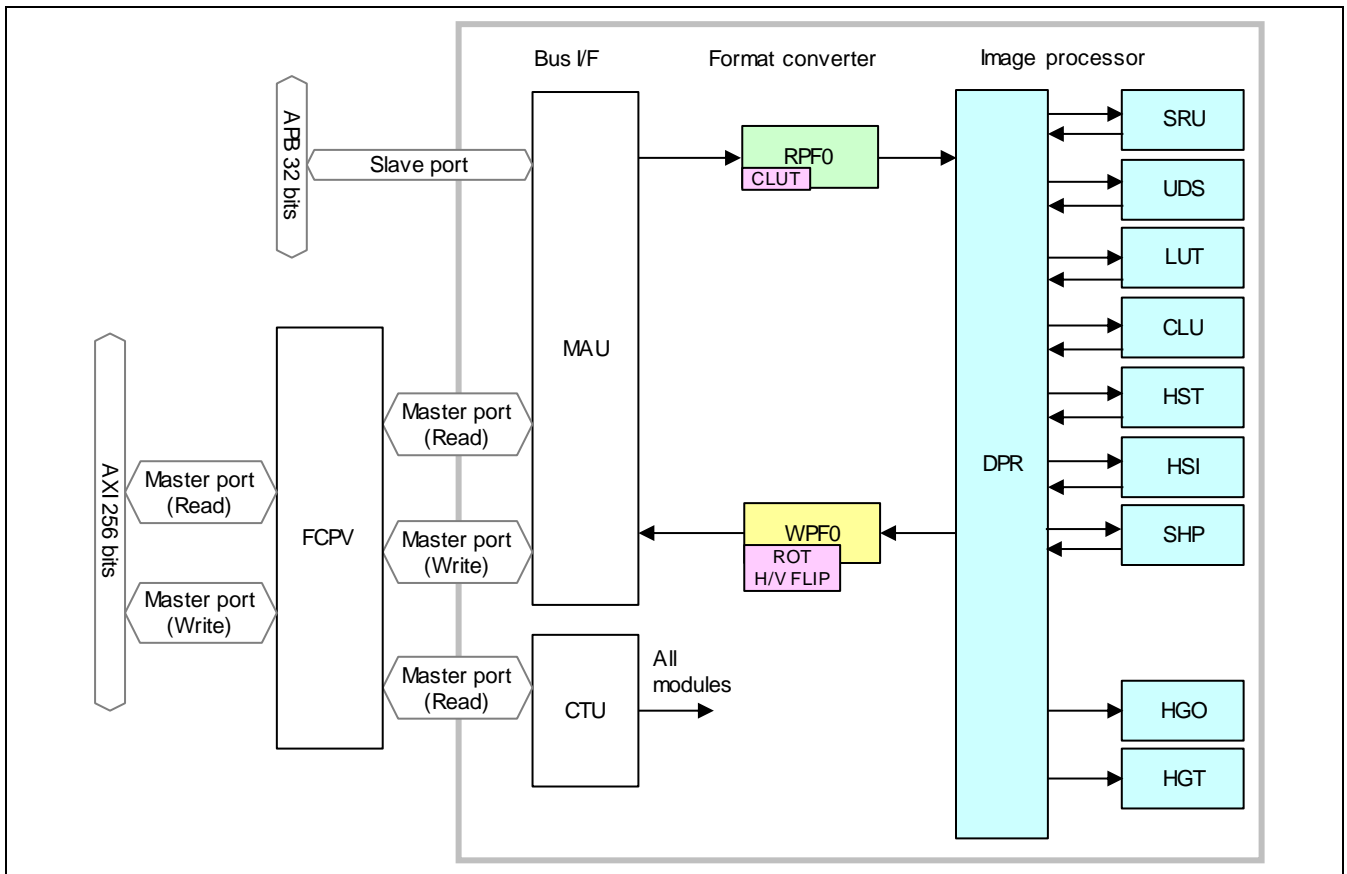 Bus I/F
Format converter
Image processor
APB 32 bits
Slave port
RPF0
CLUT
SRU
UDS
LUT
CLU
HST
HSI
SHP
MAU
DPR
AXI 256 bits
Master port
(Read)
Master port
(Write)
FCPV
Master port
(Read)
Master port
(Write)
Master port
(Read)
WPF0
ROT
H/V FLIP
CTU
All
modules
HGO
HGT